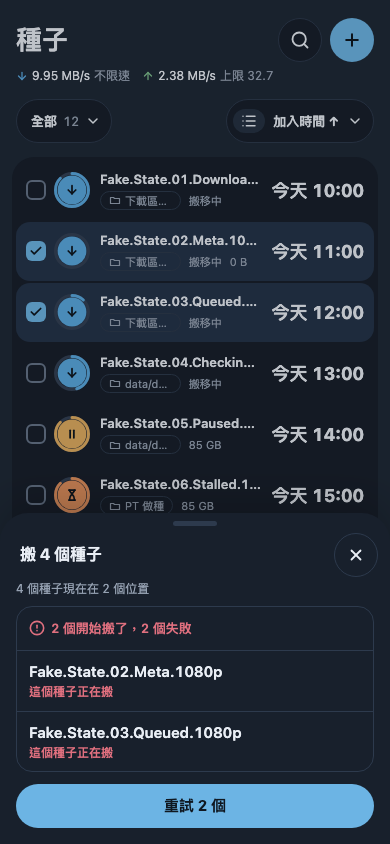 種子
↓ 9.95 MB/s 不限速 ↑ 2.38 MB/s 上限 32.7
全部 12
加入時間 ↑
Fake.State.01.Downloa...
下載區...
搬移中
今天 10:00
Fake.State.02.Meta.10...
下載區...
搬移中 0 B
今天 11:00
Fake.State.03.Queued....
下載區...
搬移中
今天 12:00
Fake.State.04.Checkin...
data/d...
搬移中
今天 13:00
Fake.State.05.Paused....
data/d...
85 GB
今天 14:00
Fake.State.06.Stalled.1...
PT 做種
85 GB
今天 15:00
搬 4 個種子
4 個種子現在在 2 個位置
2 個開始搬了，2 個失敗
Fake.State.02.Meta.1080p
這個種子正在搬
Fake.State.03.Queued.1080p
這個種子正在搬
重試 2 個